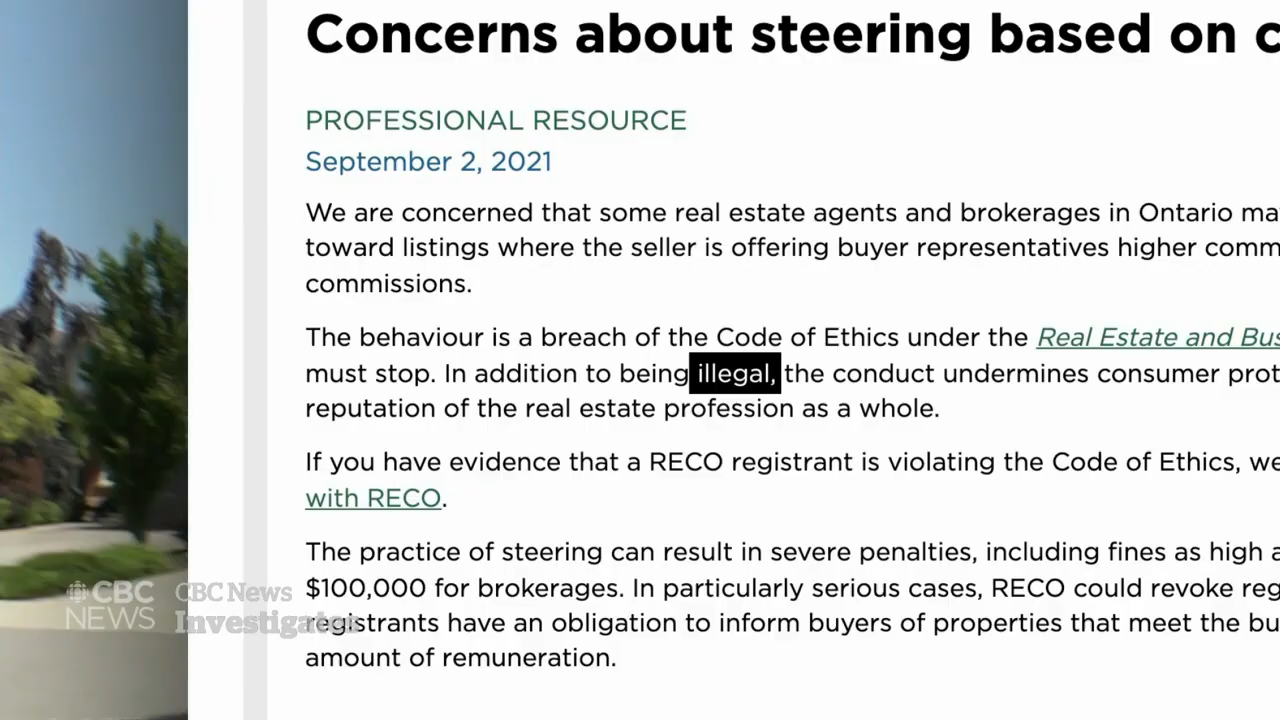 Concerns about steering based on c
PROFESSIONAL RESOURCE
September 2, 2021
We are concerned that some real estate agents and brokerages in Ontario ma
toward listings where the seller is offering buyer representatives higher comm
commissions.
The behaviour is a breach of the Code of Ethics under the Real Estate and Bus
must stop. In addition to being illegal, the conduct undermines consumer prot
reputation of the real estate profession as a whole.
If you have evidence that a RECO registrant is violating the Code of Ethics, we
with RECO.
The practice of steering can result in severe penalties, including fines as high a
$100,000 for brokerages. In particularly serious cases, RECO could revoke reg
registrants have an obligation to inform buyers of properties that meet the bu
amount of remuneration.
CBC NEWS
CBC News
Investigates